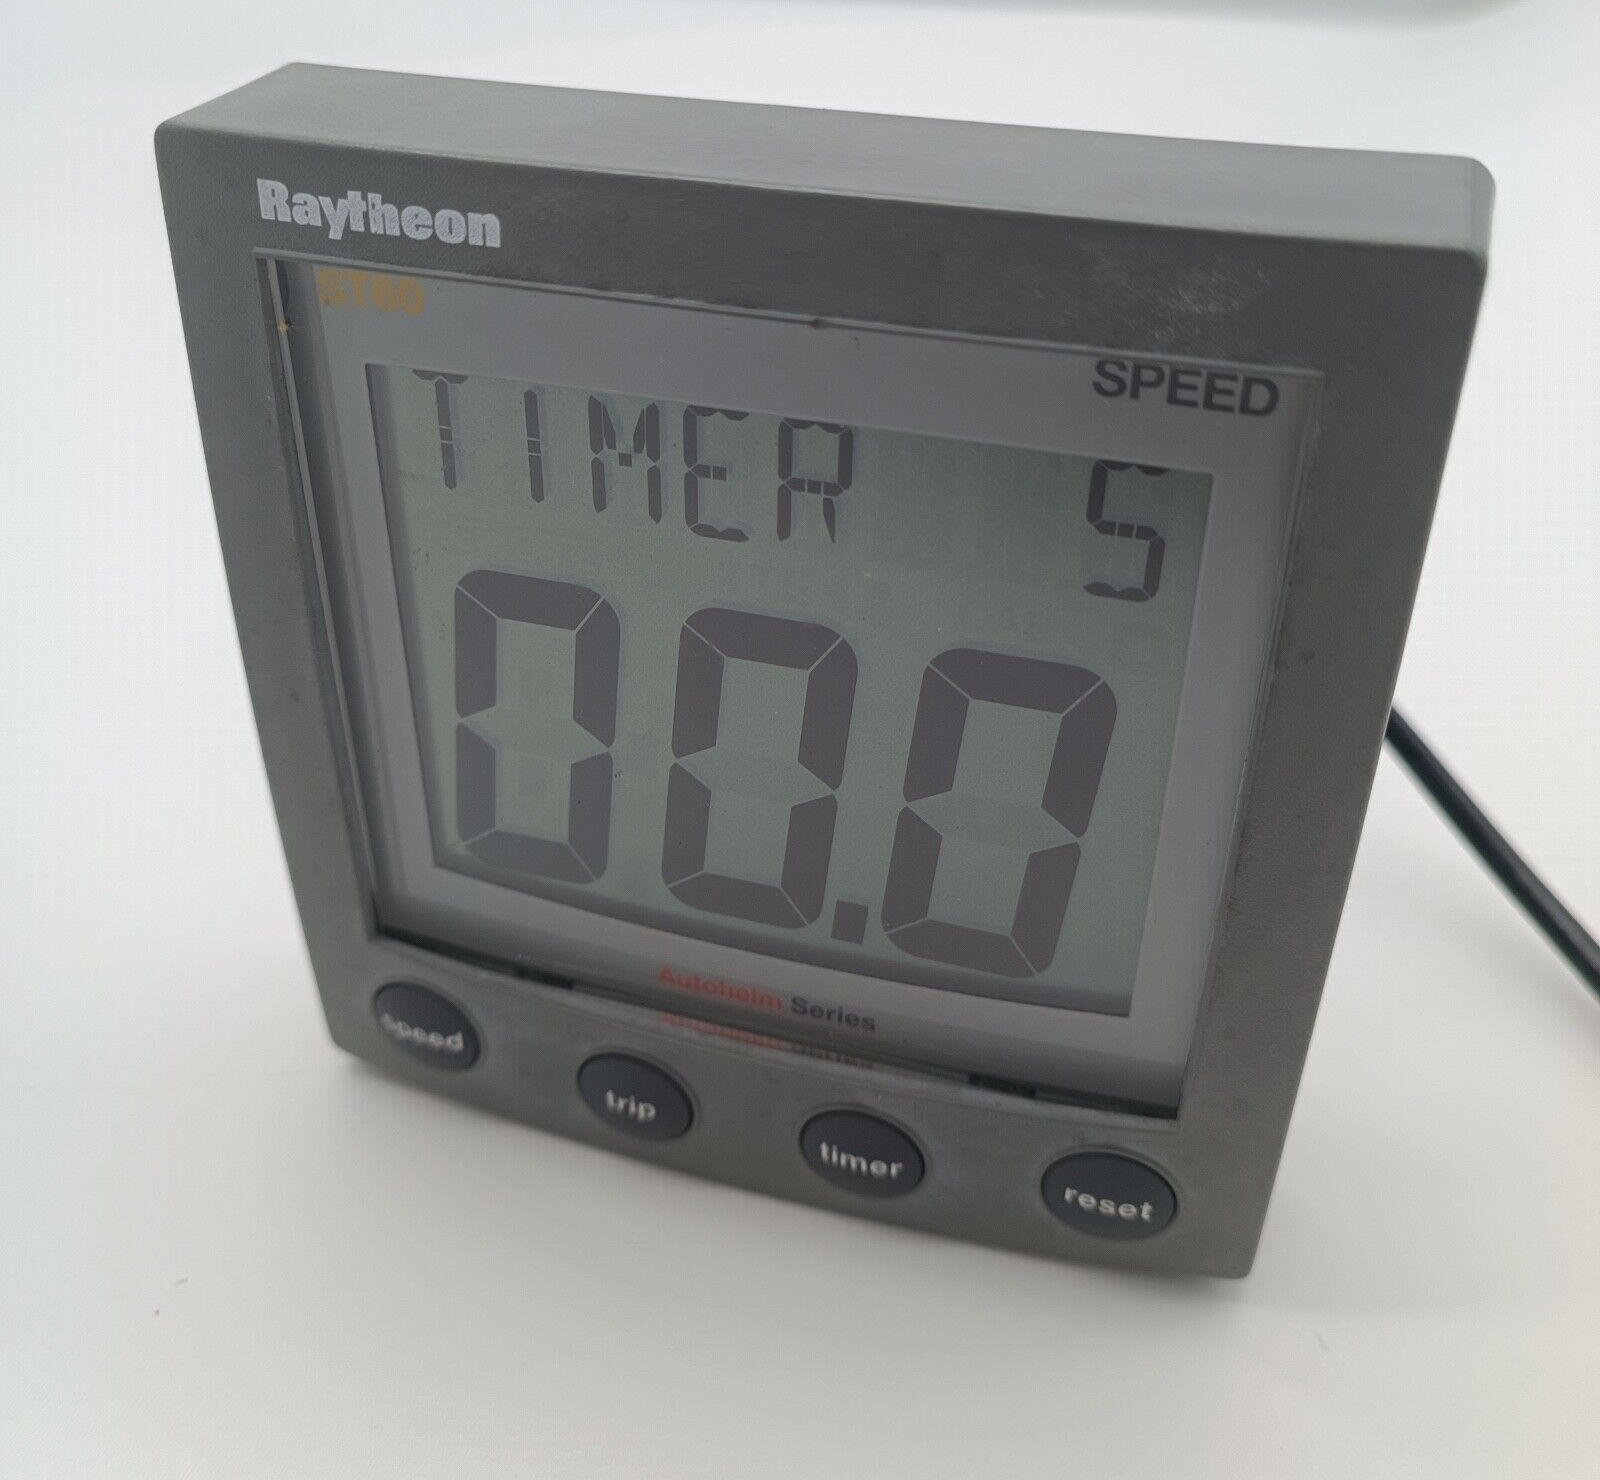 Raytheon
ST60
SPEED
TIMER 5
00.0
Autohelm Series
speed
trip
timer
reset